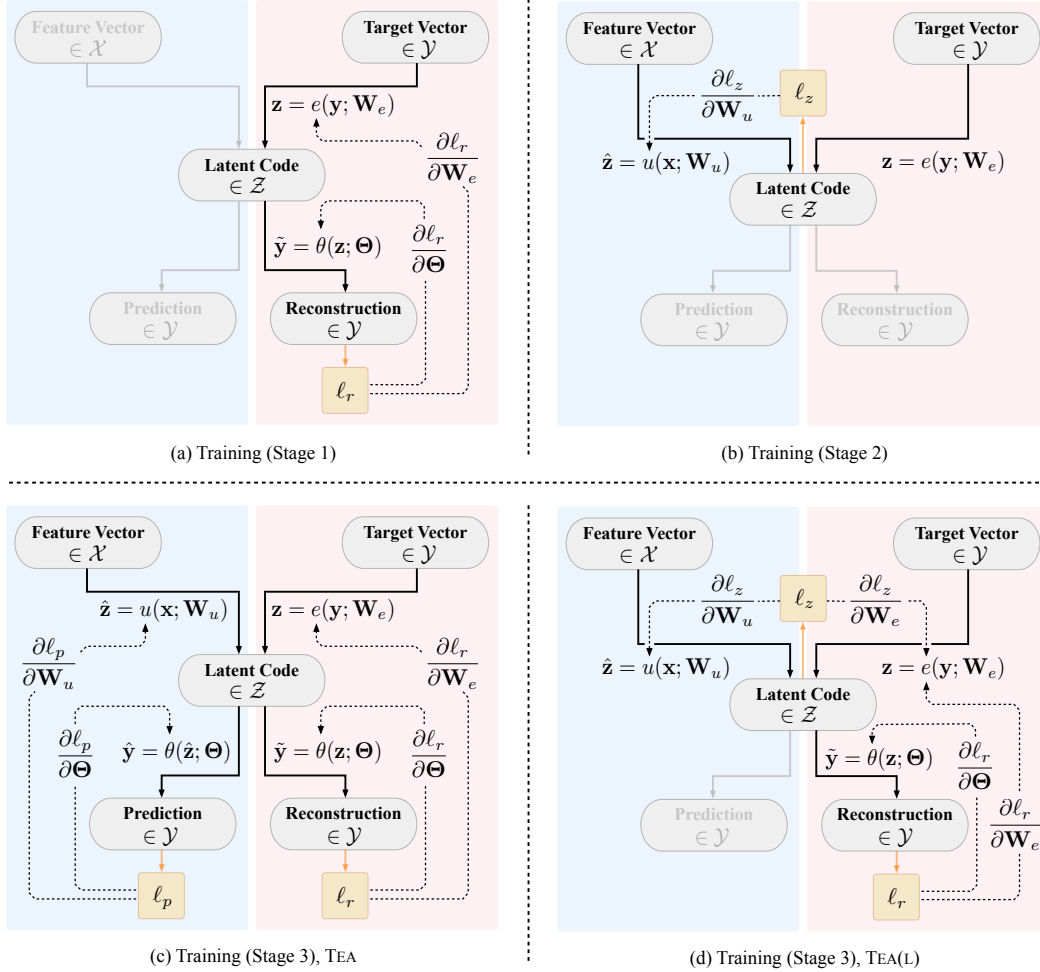 Feature Vector
∈ 𝒳
Target Vector
∈ 𝒴
z = e(y; W_e)
∂ℓ_r
∂W_e
Latent Code
∈ 𝒵
ỹ = θ(z; Θ)
∂ℓ_r
∂Θ
Prediction
∈ 𝒴
Reconstruction
∈ 𝒴
ℓ_r
(a) Training (Stage 1)
Feature Vector
∈ 𝒳
Target Vector
∈ 𝒴
∂ℓ_z
∂W_u
ℓ_z
ẑ = u(x; W_u)
z = e(y; W_e)
Latent Code
∈ 𝒵
Prediction
∈ 𝒴
Reconstruction
∈ 𝒴
(b) Training (Stage 2)
Feature Vector
∈ 𝒳
Target Vector
∈ 𝒴
ẑ = u(x; W_u)
z = e(y; W_e)
∂ℓ_p
∂W_u
∂ℓ_r
∂W_e
Latent Code
∈ 𝒵
∂ℓ_p
∂Θ
ŷ = θ(ẑ; Θ)
ỹ = θ(z; Θ)
∂ℓ_r
∂Θ
Prediction
∈ 𝒴
Reconstruction
∈ 𝒴
ℓ_p
ℓ_r
(c) Training (Stage 3), TEA
Feature Vector
∈ 𝒳
Target Vector
∈ 𝒴
∂ℓ_z
∂W_u
ℓ_z
∂ℓ_z
∂W_e
ẑ = u(x; W_u)
z = e(y; W_e)
Latent Code
∈ 𝒵
ỹ = θ(z; Θ)
∂ℓ_r
∂Θ
∂ℓ_r
∂W_e
Prediction
∈ 𝒴
Reconstruction
∈ 𝒴
ℓ_r
(d) Training (Stage 3), TEA(L)